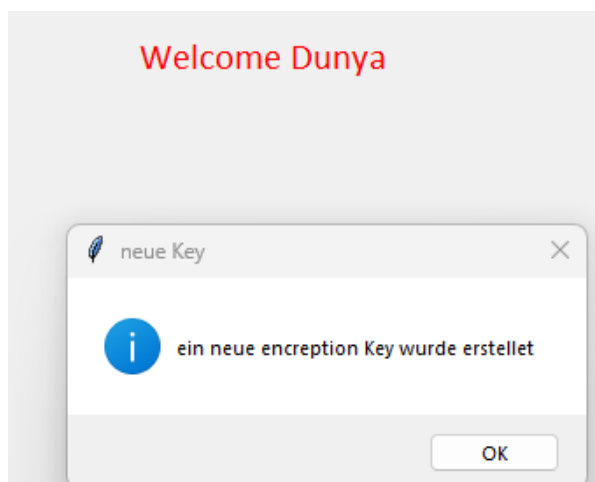 Welcome Dunya
neue Key
ein neue encreption Key wurde erstellet
OK